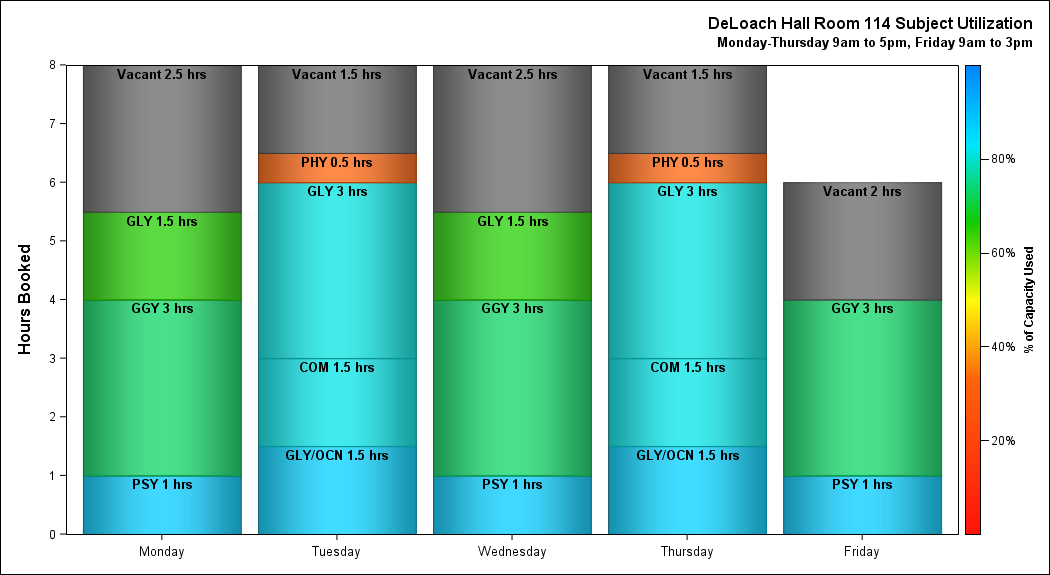 DeLoach Hall Room 114 Subject Utilization
Monday-Thursday 9am to 5pm, Friday 9am to 3pm
Hours Booked
8
7
6
5
4
3
2
1
0
Vacant 2.5 hrs
GLY 1.5 hrs
GGY 3 hrs
PSY 1 hrs
Vacant 1.5 hrs
PHY 0.5 hrs
GLY 3 hrs
COM 1.5 hrs
GLY/OCN 1.5 hrs
Vacant 2.5 hrs
GLY 1.5 hrs
GGY 3 hrs
PSY 1 hrs
Vacant 1.5 hrs
PHY 0.5 hrs
GLY 3 hrs
COM 1.5 hrs
GLY/OCN 1.5 hrs
Vacant 2 hrs
GGY 3 hrs
PSY 1 hrs
Monday
Tuesday
Wednesday
Thursday
Friday
80%
60%
40%
20%
% of Capacity Used